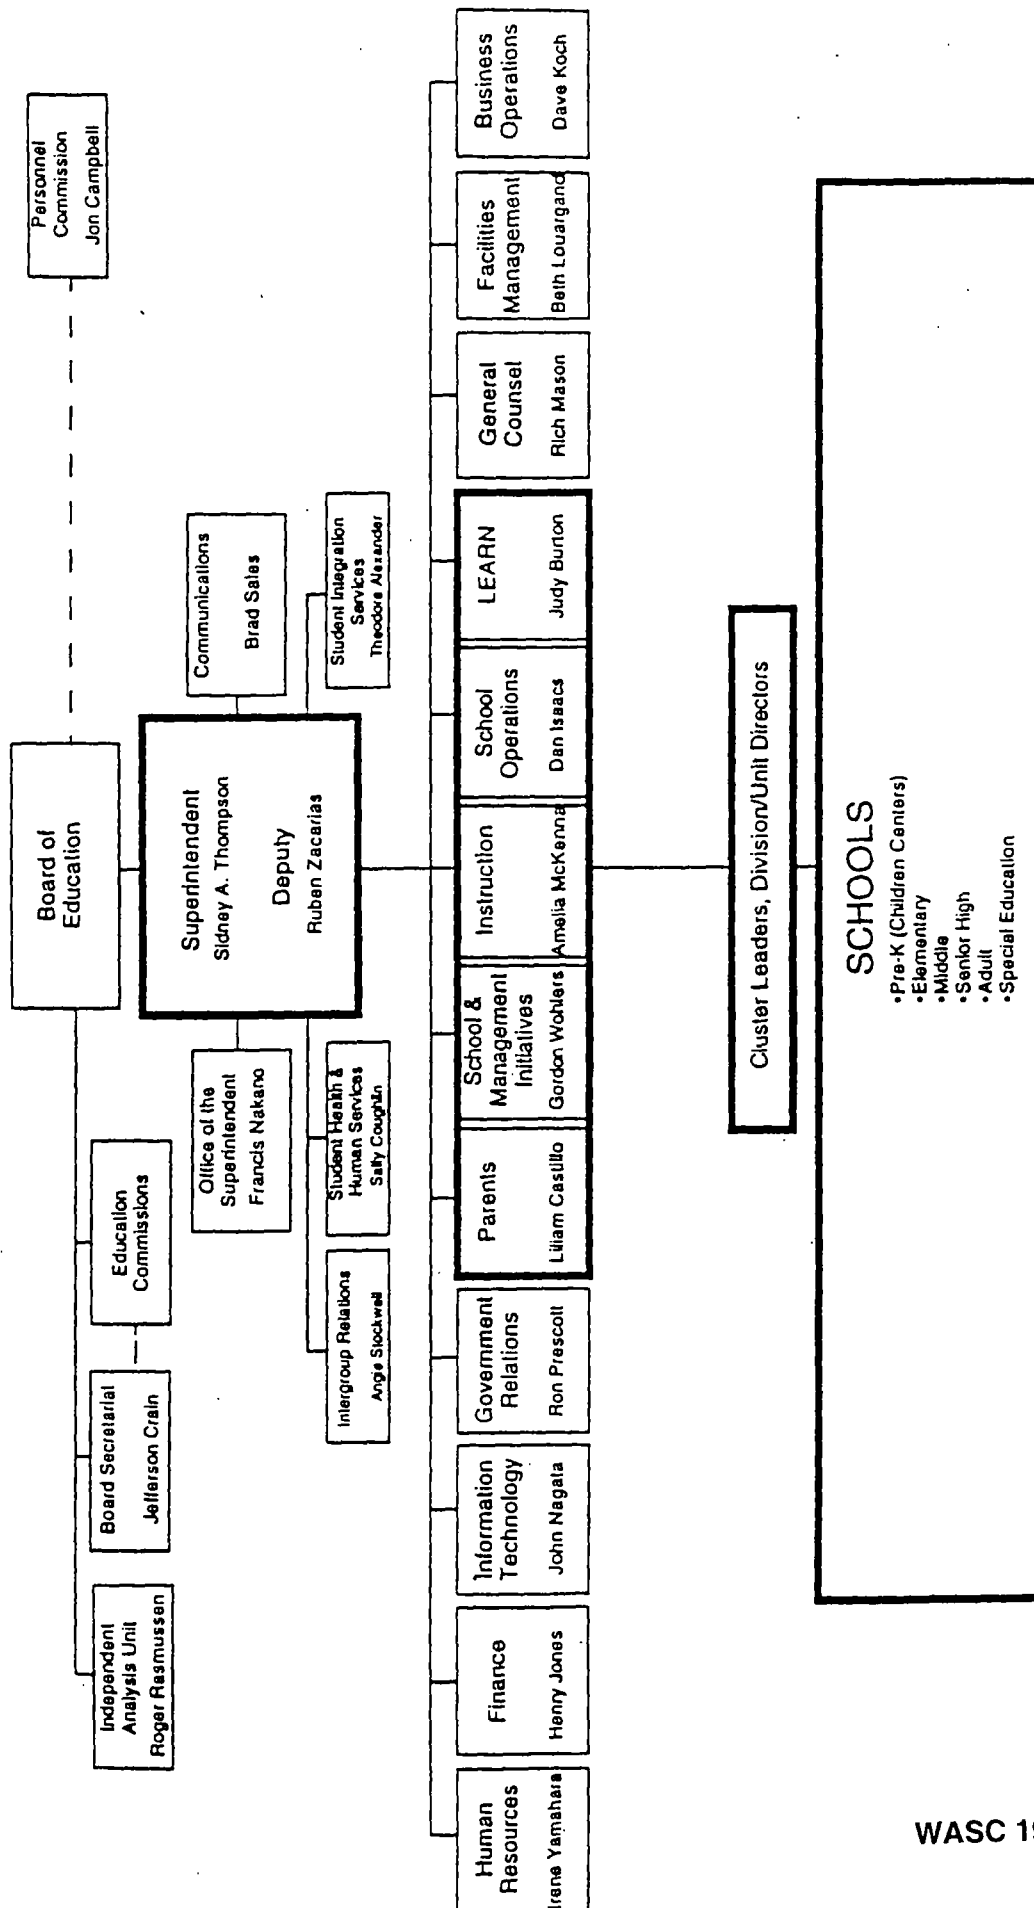 Board of
Education
Personnel
Commission
Jon Campbell
Independent
Analysis Unit
Roger Rasmussen
Board Secretariat
Jefferson Crain
Education
Commissions
Superintendent
Sidney A. Thompson
Deputy
Ruben Zacarias
Office of the
Superintendent
Francis Nakano
Communications
Brad Sales
Intergroup Relations
Angie Stockwell
Student Health &
Human Services
Sally Coughlin
Student Integration
Services
Theodore Alexander
Human
Resources
Irene Yamahara
Finance
Henry Jones
Information
Technology
John Nagata
Government
Relations
Ron Prescott
Parents
Liliam Castillo
School &
Management
Initiatives
Gordon Wohlers
Instruction
Amelia McKenna
School
Operations
Dan Isaacs
LEARN
Judy Burton
General
Counsel
Rich Mason
Facilities
Management
Beth Louargand
Business
Operations
Dave Koch
Cluster Leaders, Division/Unit Directors
SCHOOLS
•Pre-K (Children Centers)
•Elementary
•Middle
•Senior High
•Adult
•Special Education
WASC 19